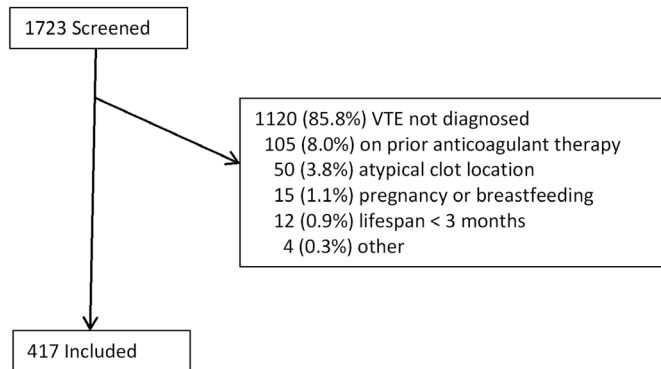 1723 Screened
1120 (85.8%) VTE not diagnosed
105 (8.0%) on prior anticoagulant therapy
50 (3.8%) atypical clot location
15 (1.1%) pregnancy or breastfeeding
12 (0.9%) lifespan < 3 months
4 (0.3%) other
417 Included